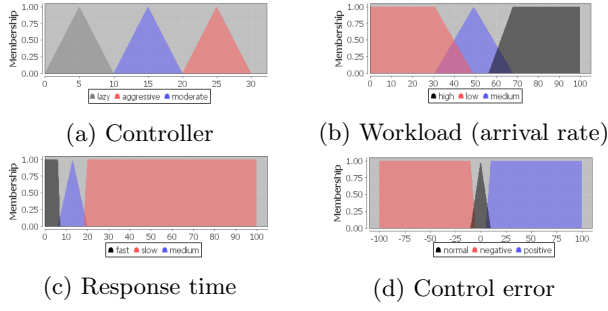 Membership
1.00
0.75
0.50
0.25
0.00
0 5 10 15 20 25 30
lazy aggressive moderate
(a) Controller
Membership
1.00
0.75
0.50
0.25
0.00
0 10 20 30 40 50 60 70 80 90 100
high low medium
(b) Workload (arrival rate)
Membership
1.00
0.75
0.50
0.25
0.00
0 10 20 30 40 50 60 70 80 90 100
fast slow medium
(c) Response time
Membership
1.00
0.75
0.50
0.25
0.00
-100 -75 -50 -25 0 25 50 75 100
normal negative positive
(d) Control error